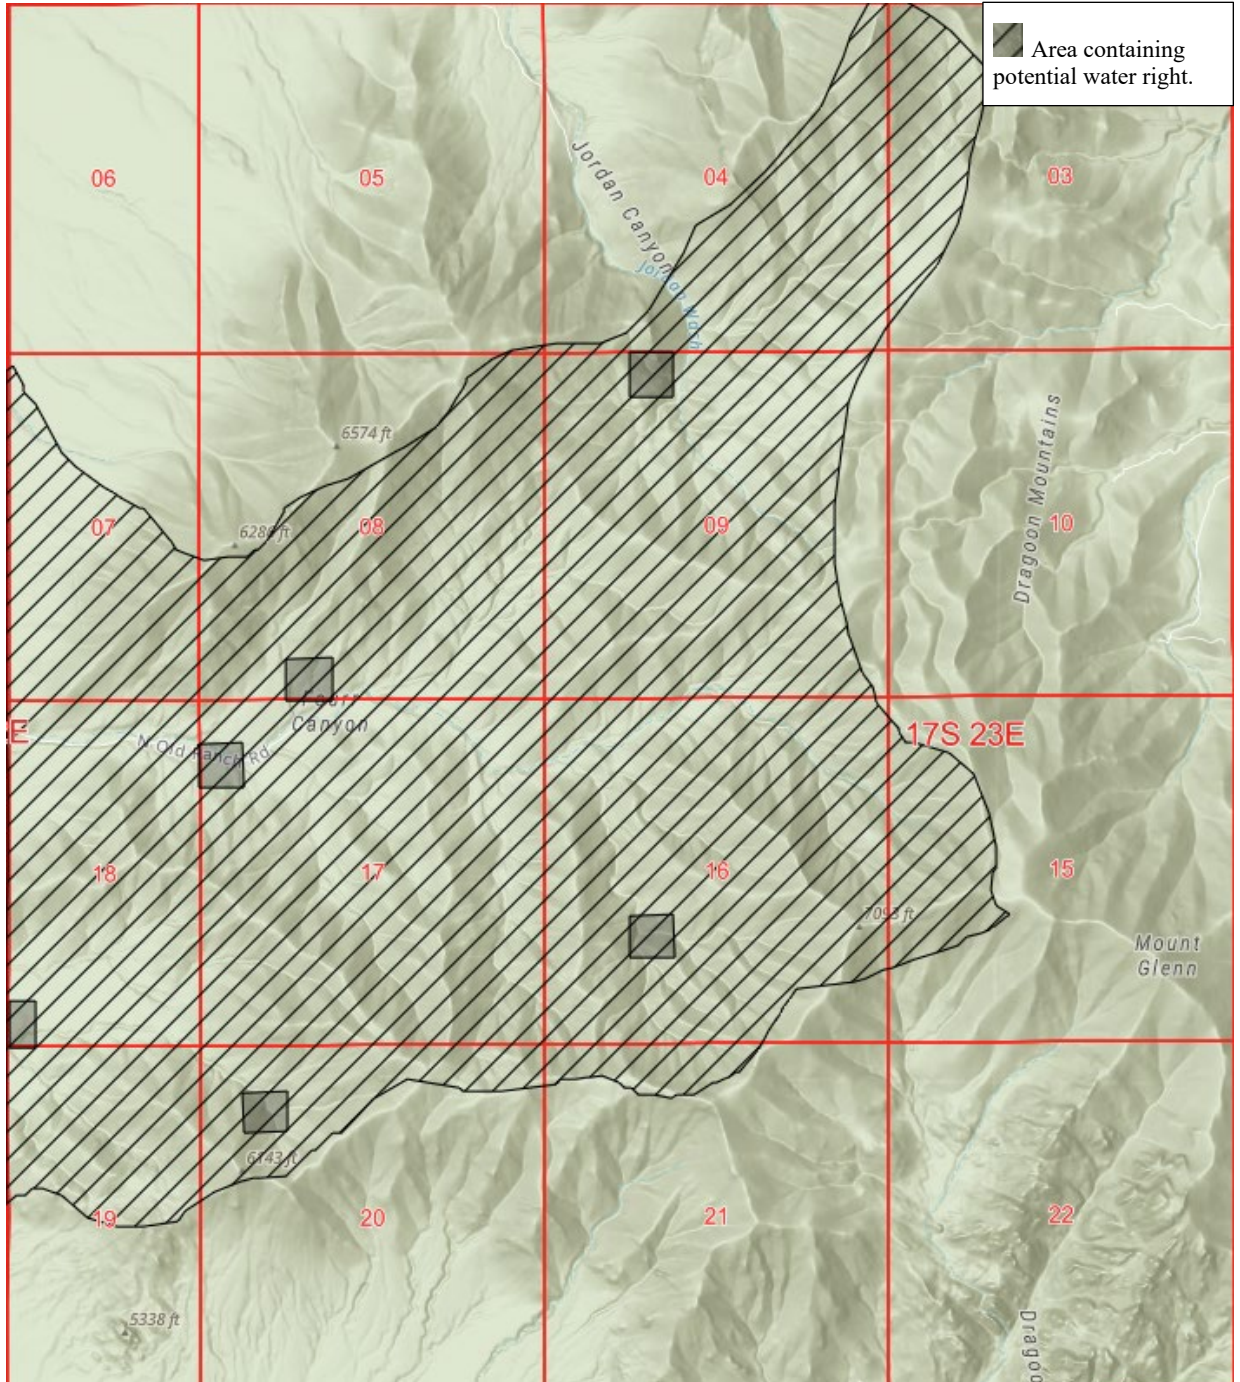 Area containing
potential water right.
06
05
04
03
Jordan Canyon
Jordan Wash
6574 ft
07
6286 ft
08
09
10
Dragoon Mountains
Canyon
E
17S 23E
N Old Ranch Rd
18
17
16
15
7093 ft
Mount
Glenn
6143 ft
19
20
21
22
5338 ft